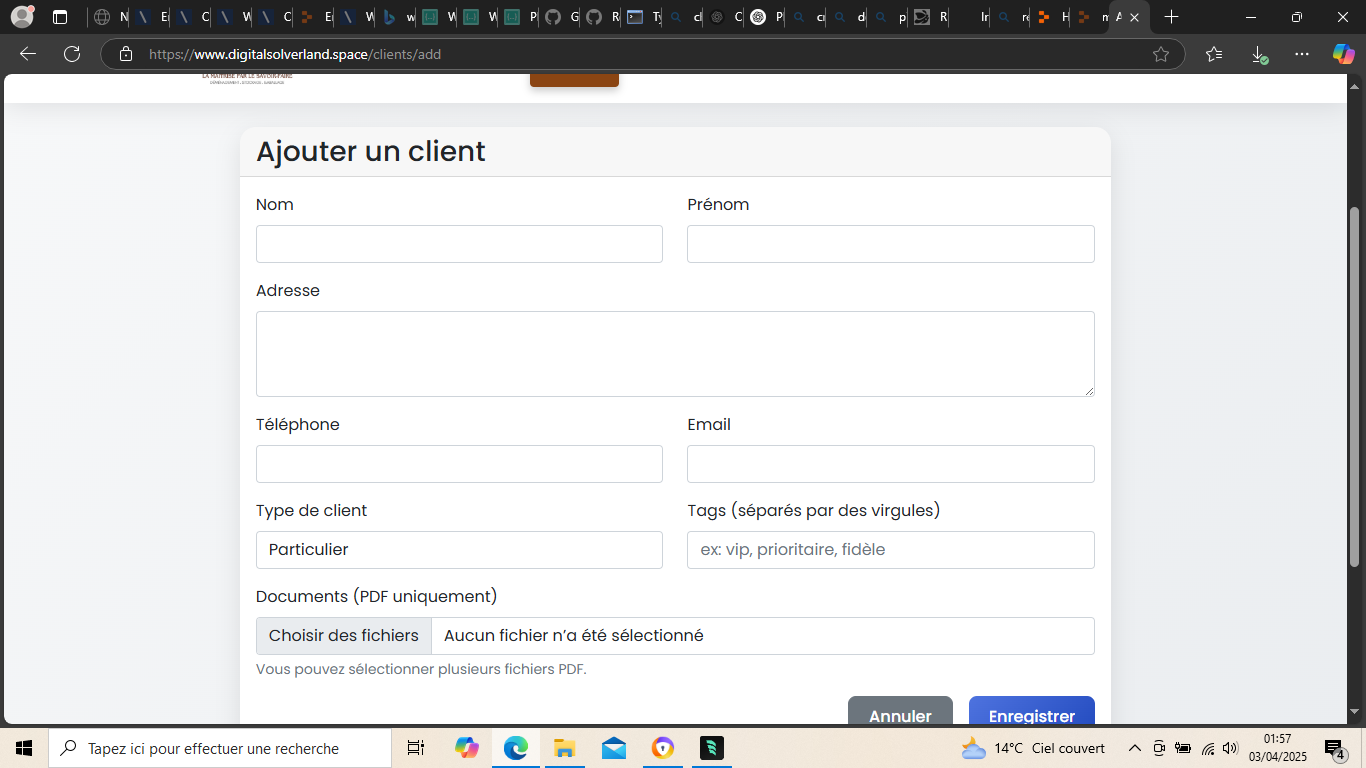 https://www.digitalsolverland.space/clients/add
LA MAITRISE PAR LE SAVOIR-FAIRE
Ajouter un client
Nom
Prénom
Adresse
Téléphone
Email
Type de client
Tags (séparés par des virgules)
Particulier
ex: vip, prioritaire, fidèle
Documents (PDF uniquement)
Choisir des fichiers
Aucun fichier n’a été sélectionné
Vous pouvez sélectionner plusieurs fichiers PDF.
Annuler
Enregistrer
Tapez ici pour effectuer une recherche
14°C Ciel couvert
01:57
03/04/2025
4